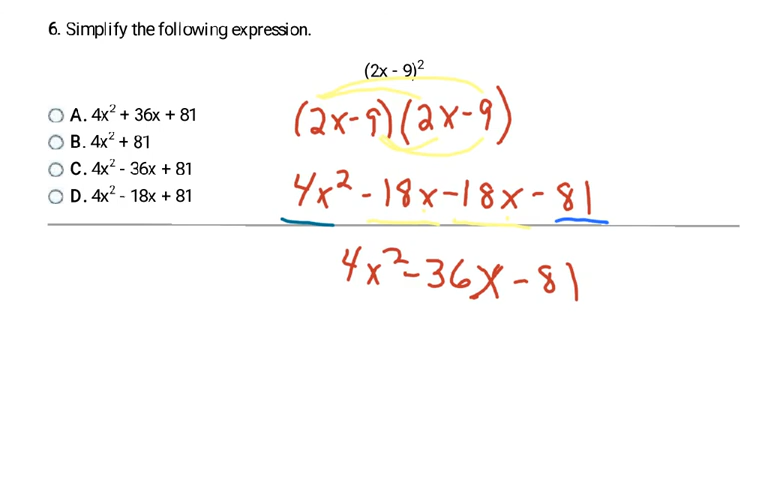 6. Simplify the following expression.
(2x - 9)²
(2x-9)(2x-9)
A. 4x² + 36x + 81
B. 4x² + 81
C. 4x² - 36x + 81
D. 4x² - 18x + 81
4x² - 18x - 18x - 81
4x² - 36x - 81